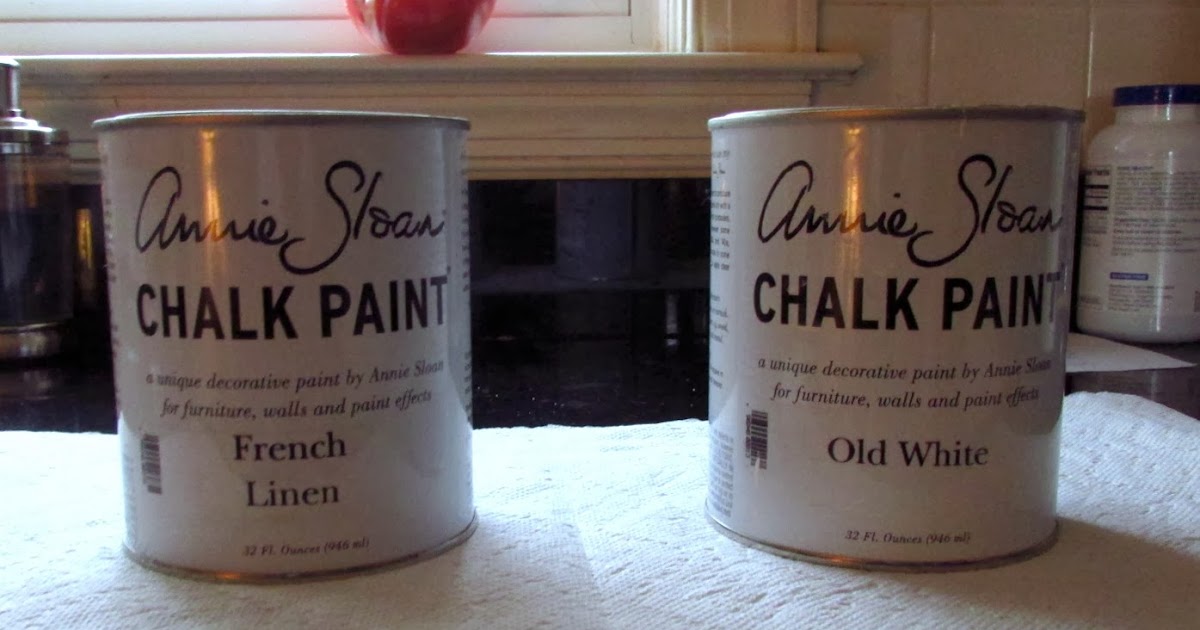 Annie Sloan
CHALK PAINT
a unique decorative paint by Annie Sloan
for furniture, walls and paint effects
French
Linen
32 Fl. Ounces (946 ml)
Annie Sloan
CHALK PAINT
a unique decorative paint by Annie Sloan
for furniture, walls and paint effects
Old White
32 Fl. Ounces (946 ml)